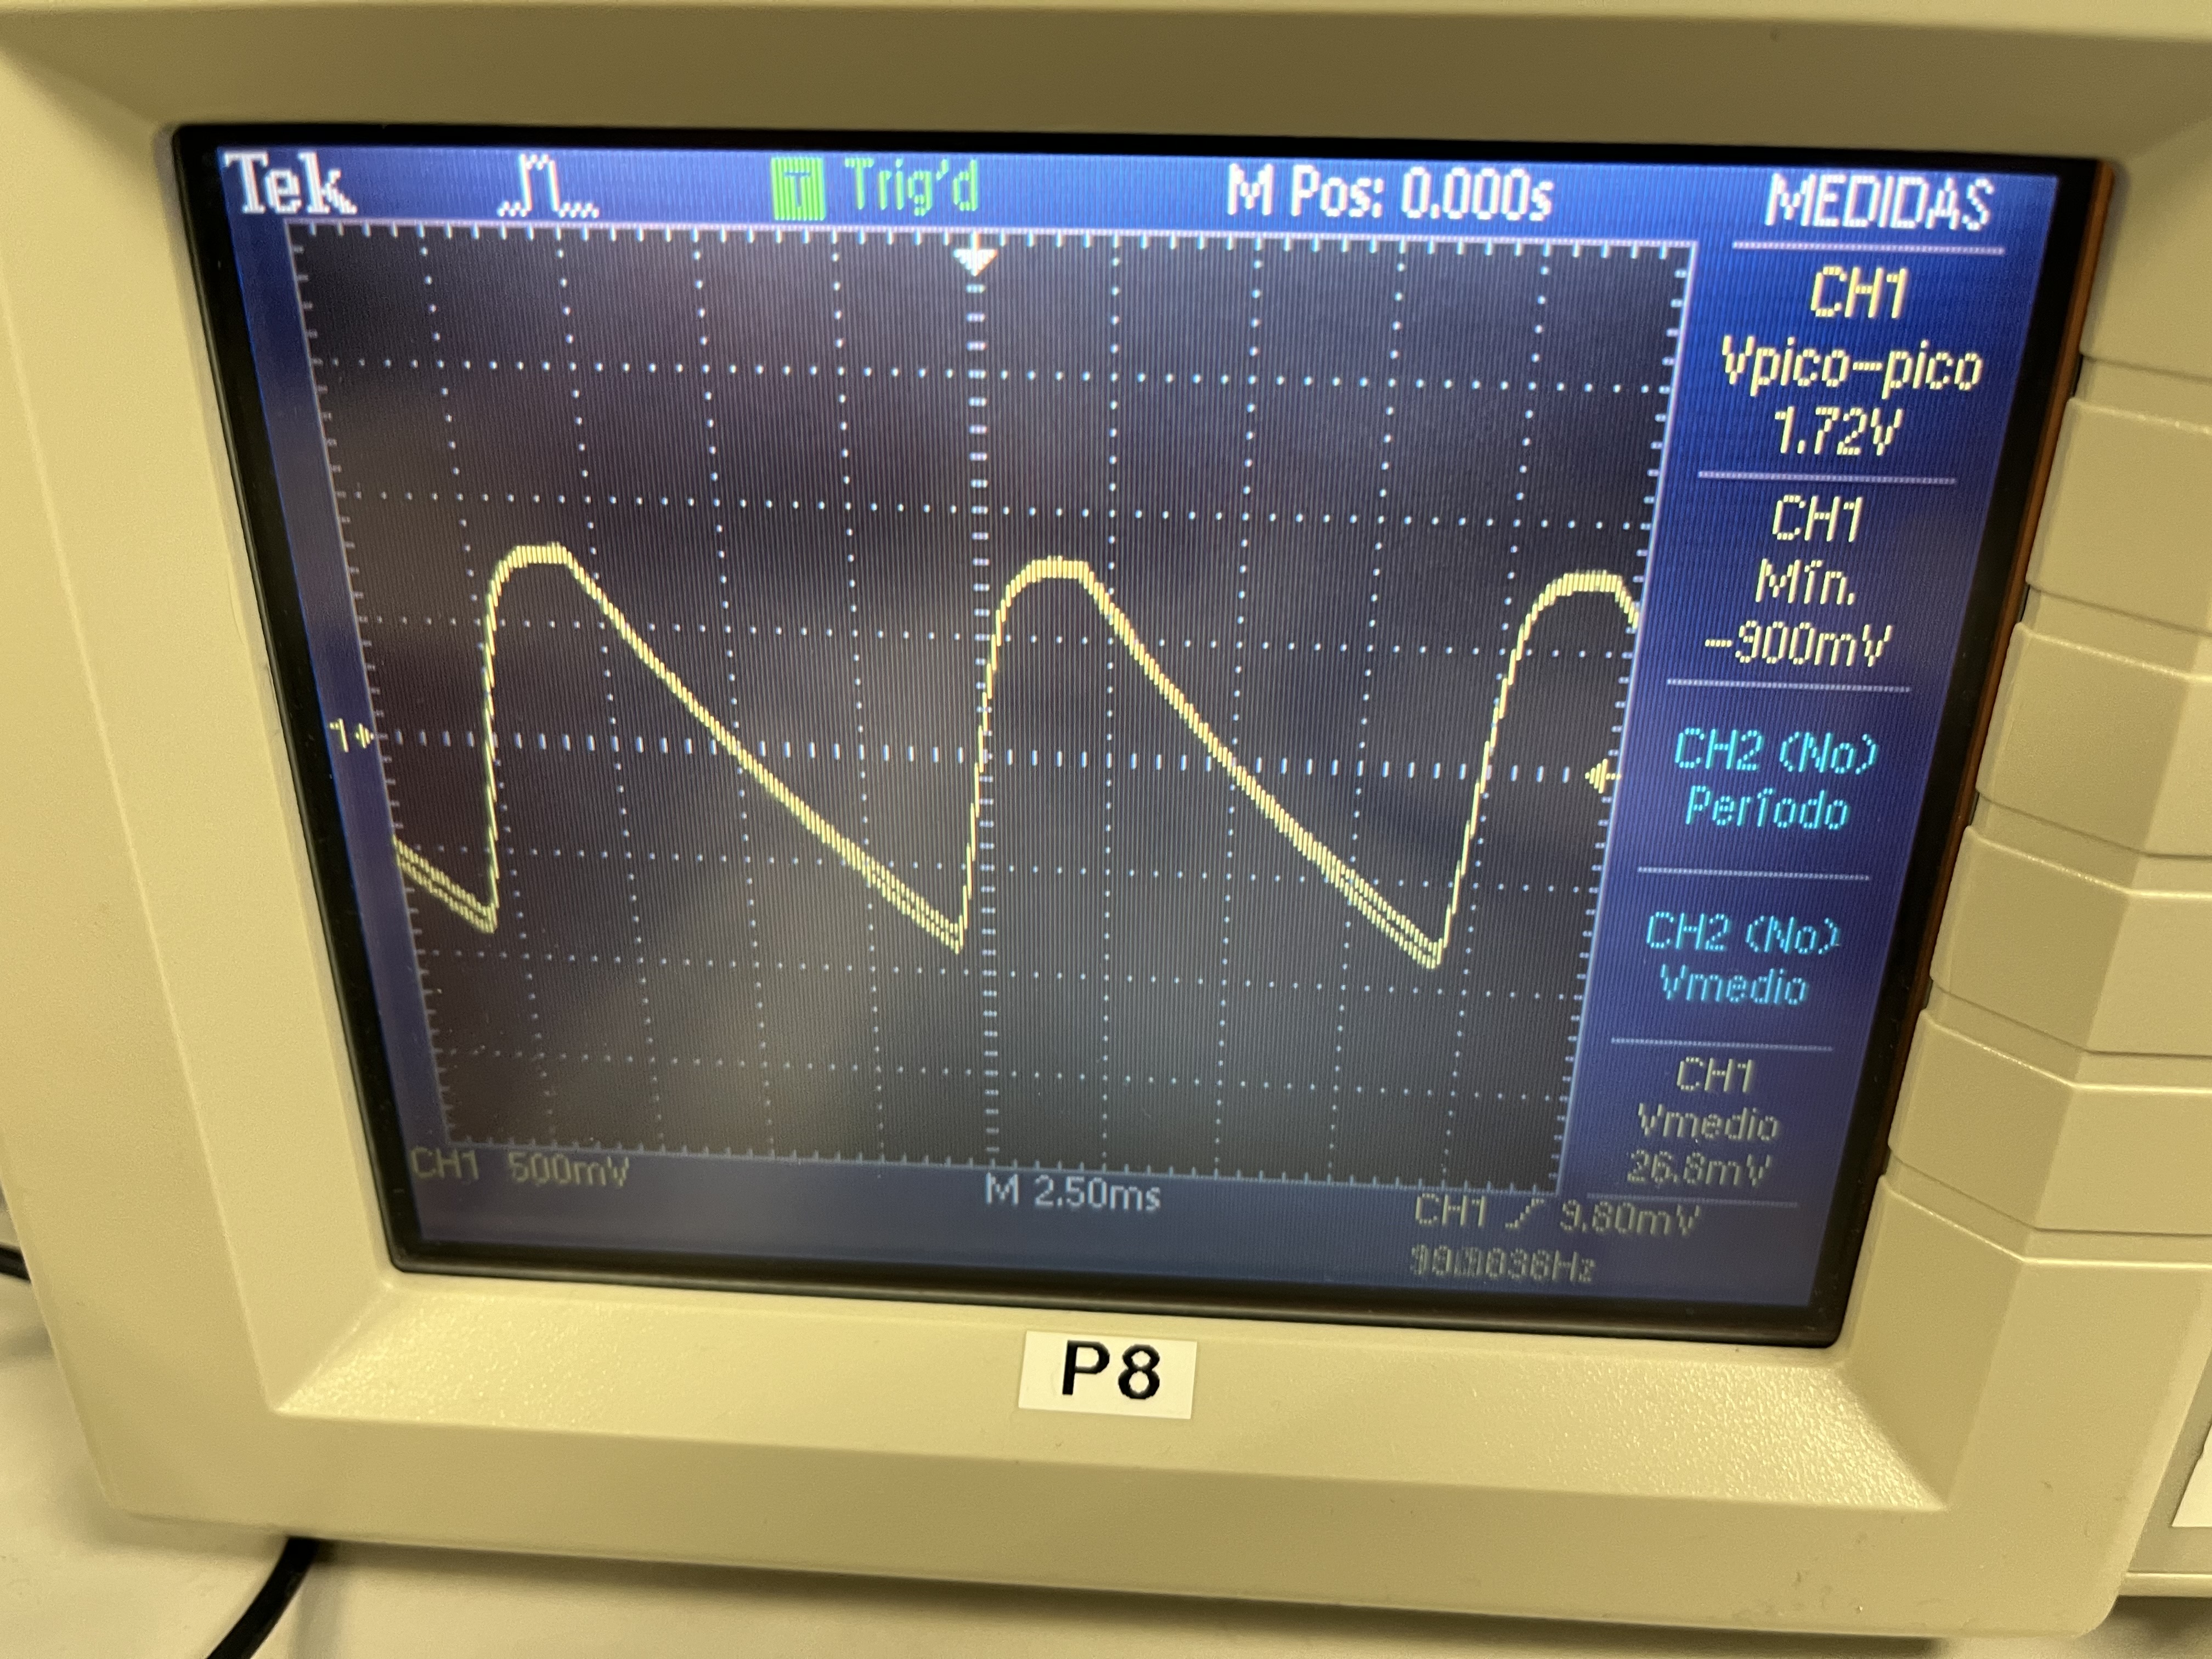 Tek Trig'd M Pos: 0.000s MEDIDAS
CH1
Vpico-pico
1.72V
CH1
Mín.
-900mV
1
CH2 (No)
Período
CH2 (No)
Vmedio
CH1
Vmedio
26.8mV
CH1 500mV M 2.50ms CH1 9.80mV
P8